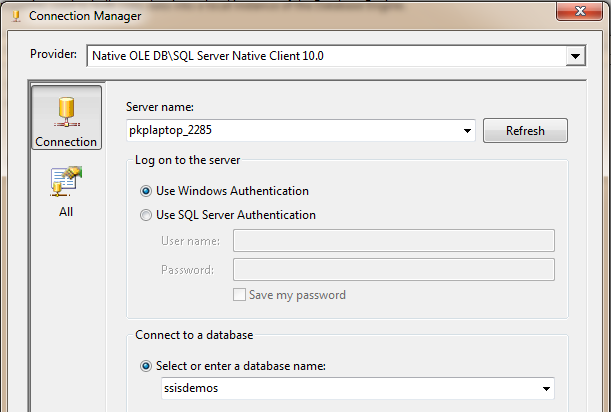 Connection Manager
Provider: Native OLE DB\SQL Server Native Client 10.0
Connection
All
Server name:
pkplaptop_2285 Refresh
Log on to the server
Use Windows Authentication
Use SQL Server Authentication
User name:
Password:
Save my password
Connect to a database
Select or enter a database name:
ssisdemos